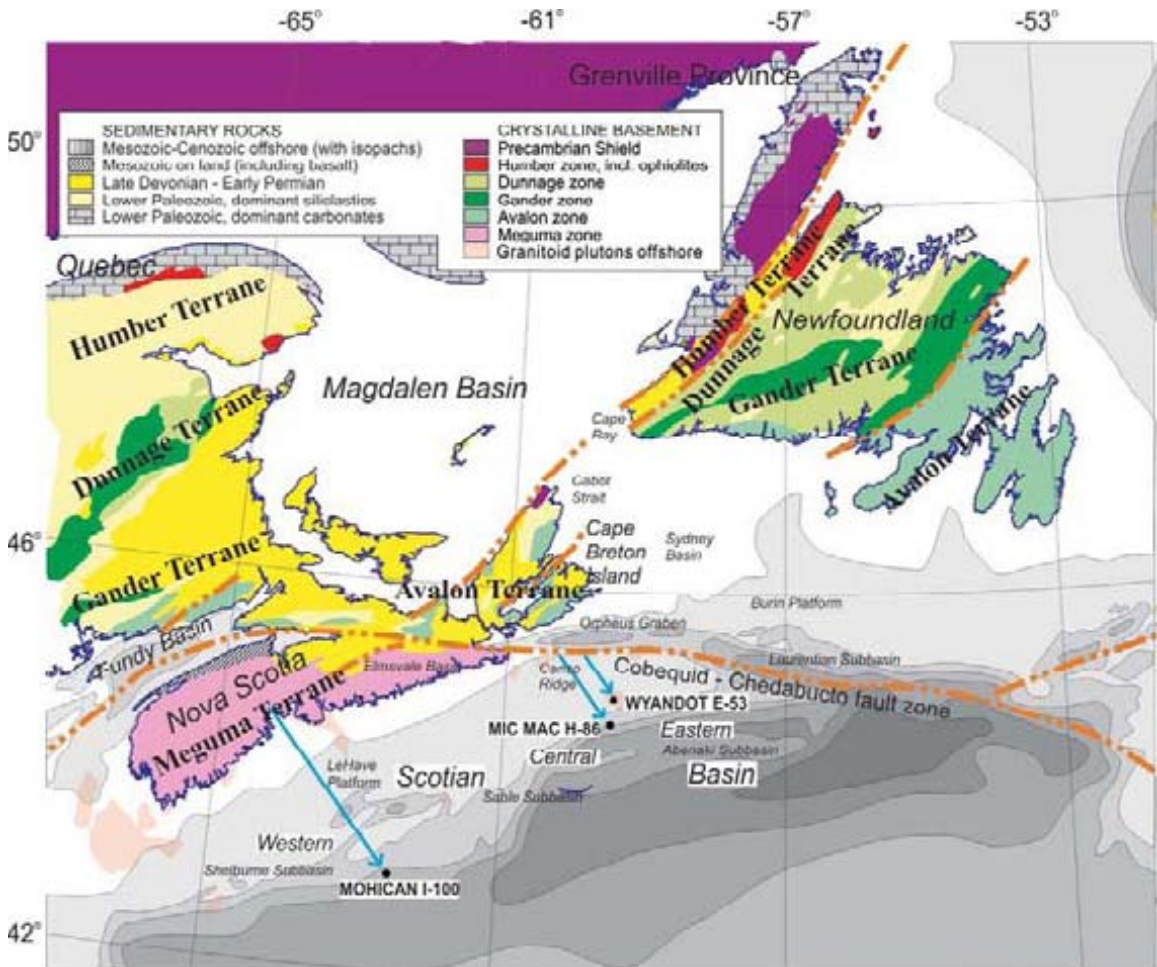 -65°
-61°
-57°
-53°
Grenville Province
50°
SEDIMENTARY ROCKS
Mesozoic-Cenozoic offshore (with isopachs)
Mesozoic on land (including basalt)
Late Devonian - Early Permian
Lower Paleozoic, dominant siliclastics
Lower Paleozoic, dominant carbonates
CRYSTALLINE BASEMENT
Precambrian Shield
Humber zone, incl. ophiolites
Dunnage zone
Gander zone
Avalon zone
Meguma zone
Granitoid plutons offshore
Quebec
Humber Terrane
Humber Terrane
Dunnage Terrane
Newfoundland
Magdalen Basin
Gander Terrane
Dunnage Terrane
Cape
Ray
Avalon Terrane
Cabot
Strait
46°
Cape
Breton
Island
Sydney
Basin
Gander Terrane
Avalon Terrane
Burin Platform
Fundy Basin
Orpheus Graben
Nova Scotia
Elmsvale Basin
Laurentian Subbasin
Canso
Ridge
Cobequid - Chedabucto fault zone
Meguma Terrane
WYANDOT E-53
MIC MAC H-86
Eastern
LeHave
Platform
Central
Abenaki Subbasin
Scotian
Basin
Sable Subbasin
Western
Shelburne Subbasin
MOHICAN I-100
42°